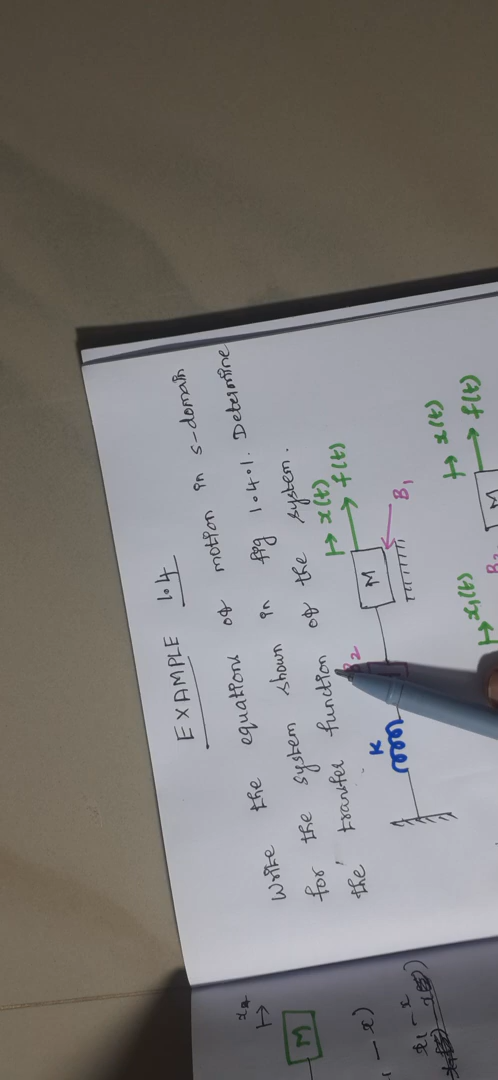 EXAMPLE 1.4
Write the equations of motion in s-domain
for the system shown in fig 1.4.1. Determine
the transfer function of the system.
x(t)
f(t)
K
B2
M
B1
x1(t)
x(t)
f(t)
M
M